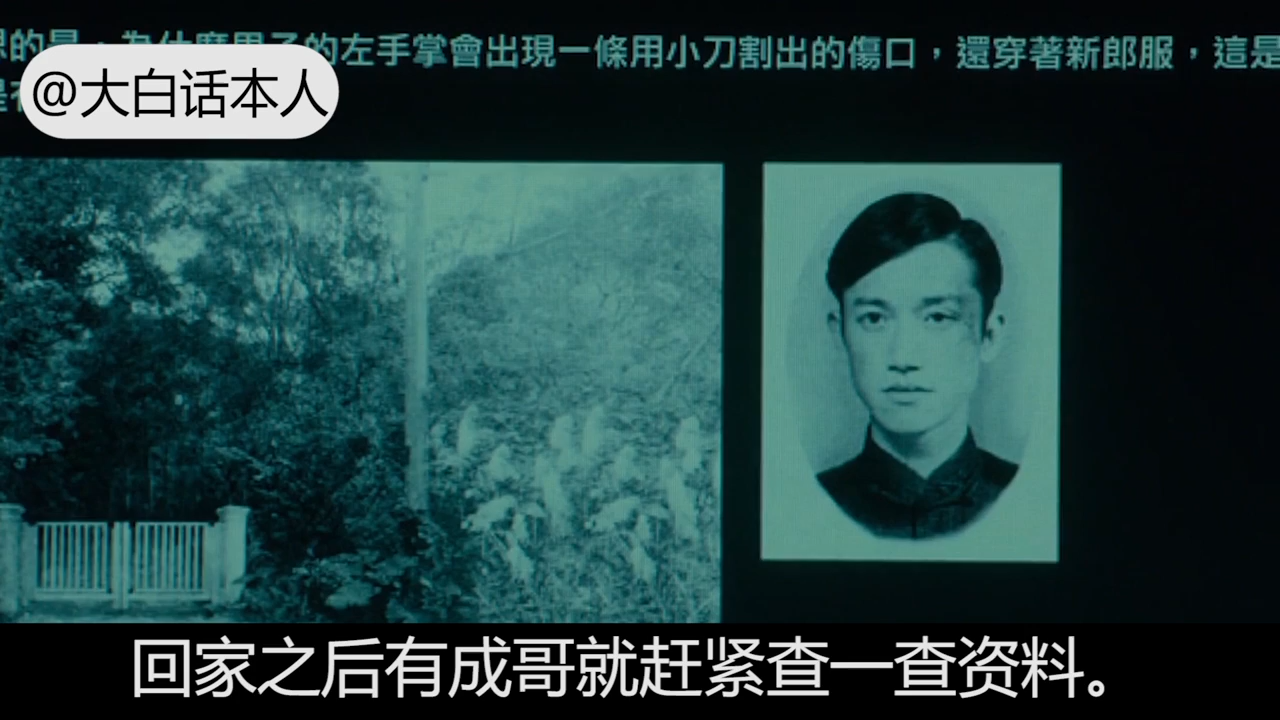 的是，為什麼男子的左手掌會出現一條用小刀割出的傷口，還穿著新郎服，這是
@大白话本人
回家之后有成哥就赶紧查一查资料。